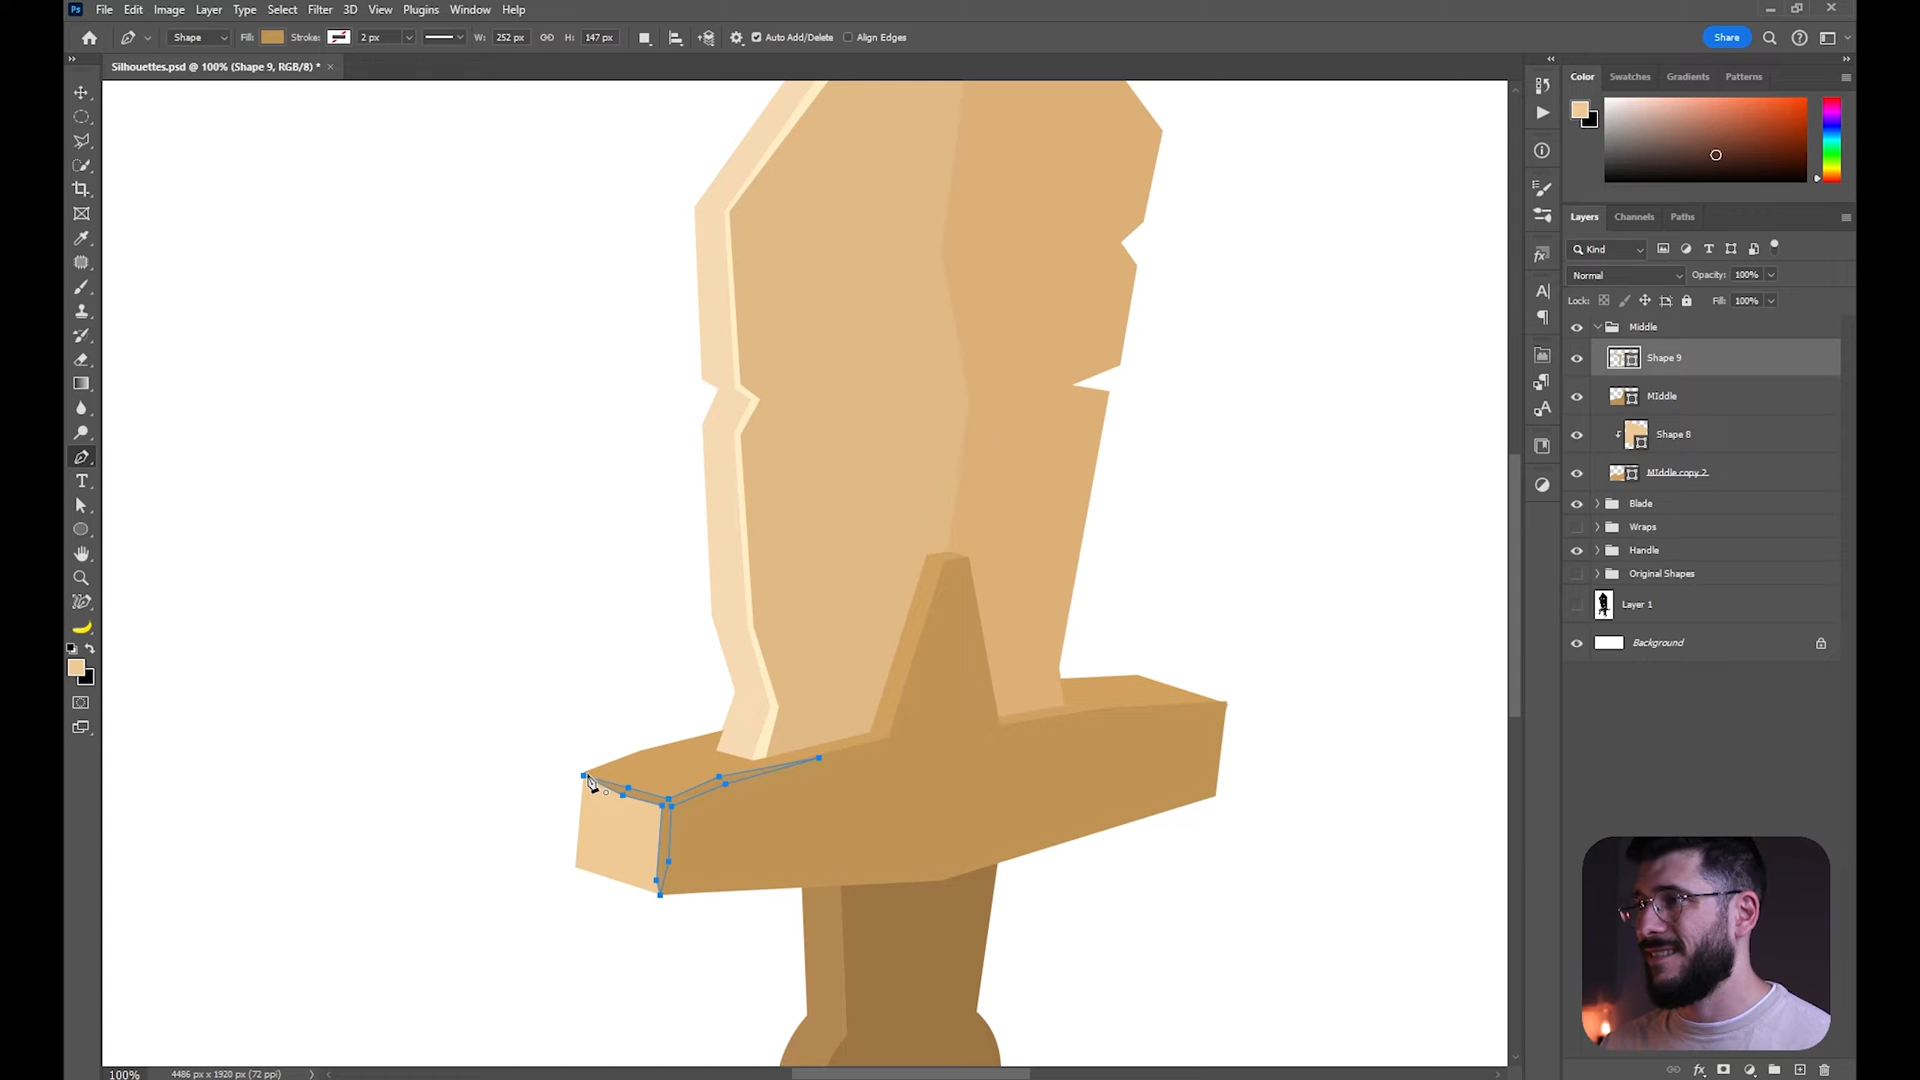 Ps File Edit Image Layer Type Select Filter 3D View Plugins Window Help
Shape Fill: Stroke: 2 px W: 252 px H: 147 px Auto Add/Delete Align Edges Share
Silhouettes.psd @ 100% (Shape 9, RGB/8) * ×
Color Swatches Gradients Patterns
Layers Channels Paths
Kind
Normal Opacity: 100%
Lock: Fill: 100%
Middle
Shape 9
MIddle
Shape 8
MIddle copy 2
Blade
Wraps
Handle
Original Shapes
Layer 1
Background
100% 4486 px x 1920 px (72 ppi)